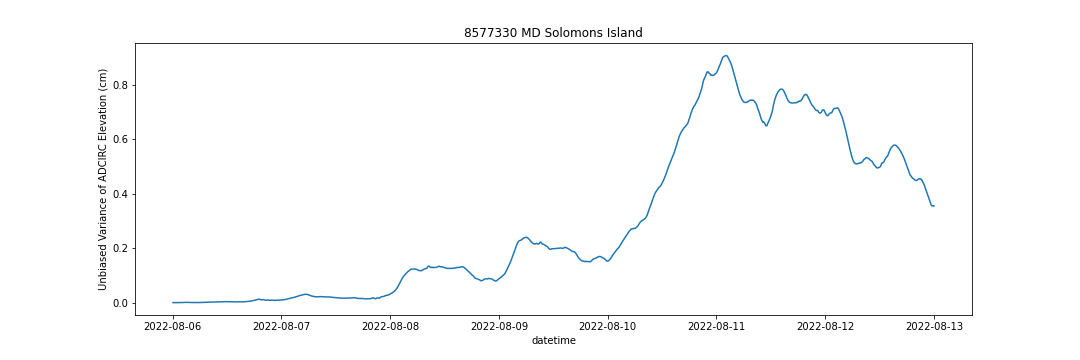 8577330 MD Solomons Island
Unbiased Variance of ADCIRC Elevation (cm)
0.8
0.6
0.4
0.2
0.0
2022-08-06 2022-08-07 2022-08-08 2022-08-09 2022-08-10 2022-08-11 2022-08-12 2022-08-13
datetime